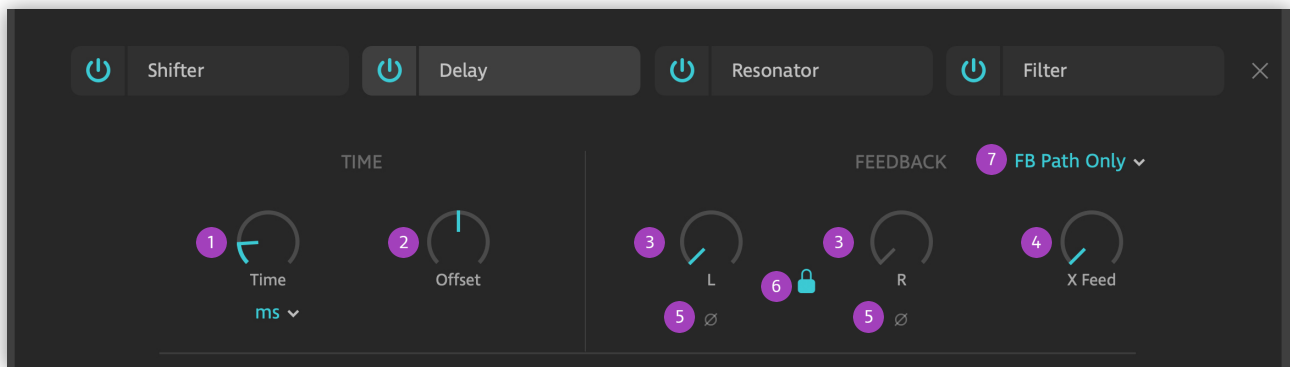 Shifter Delay Resonator Filter
TIME
FEEDBACK 7 FB Path Only
1 2 3 3 4
Time Offset L 6 R X Feed
ms 5 ø 5 ø